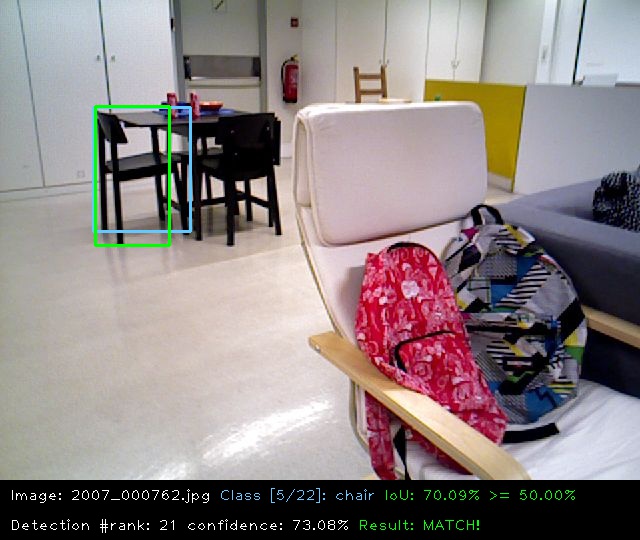 Image: 2007_000762.jpg Class [5/22]: chair IoU: 70.09% >= 50.00%
Detection #rank: 21 confidence: 73.08% Result: MATCH!